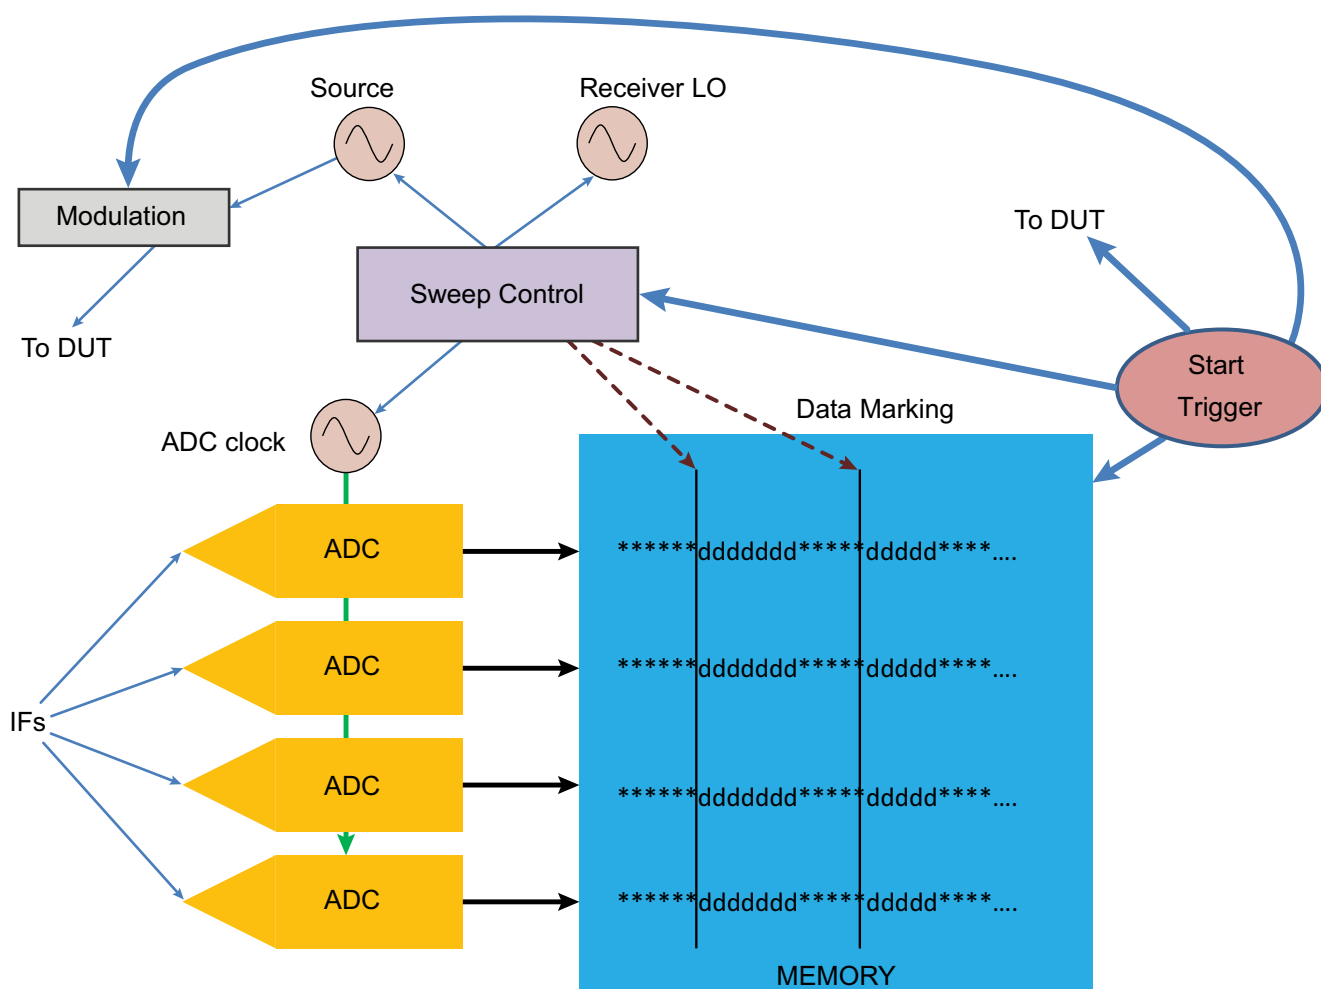 Source
Receiver LO
Modulation
To DUT
Sweep Control
To DUT
Start
Trigger
Data Marking
ADC clock
ADC
******ddddddd*****ddddd****....
ADC
******ddddddd*****ddddd****....
IFs
ADC
******ddddddd*****ddddd****....
ADC
******ddddddd*****ddddd****....
MEMORY